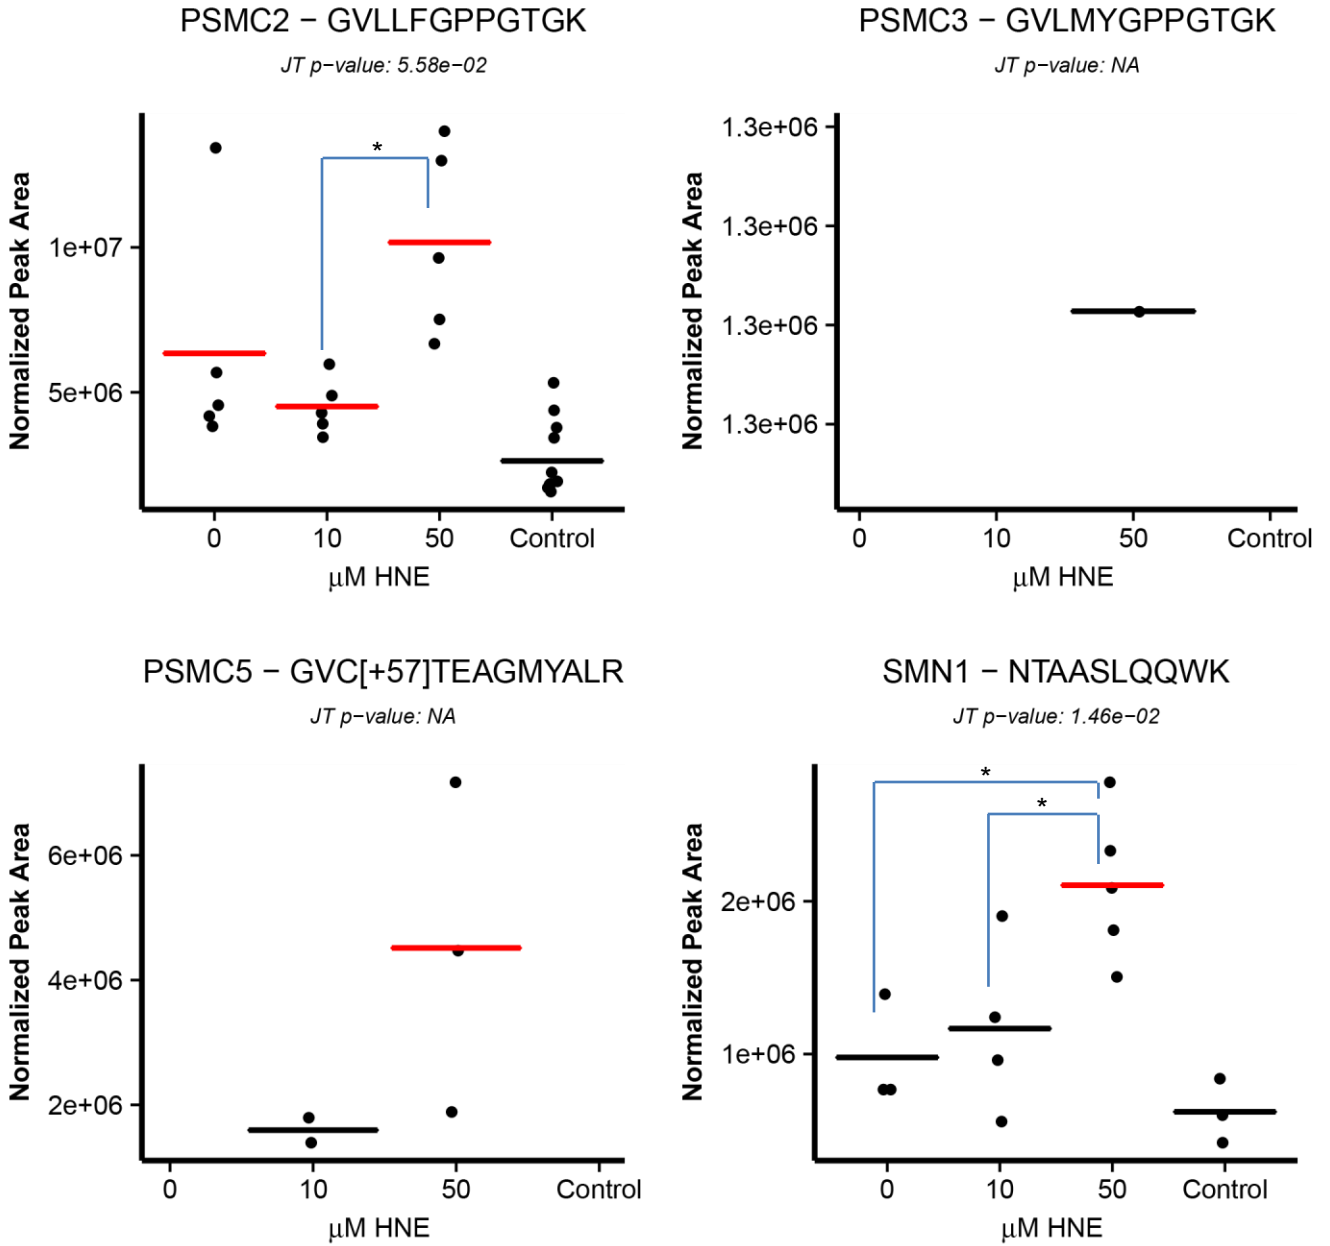 PSMC2 − GVLLFGPPGTGK
JT p−value: 5.58e−02
Normalized Peak Area
1e+07
5e+06
*
0 10 50 Control
μM HNE
PSMC3 − GVLMYGPPGTGK
JT p−value: NA
Normalized Peak Area
1.3e+06
1.3e+06
1.3e+06
1.3e+06
0 10 50 Control
μM HNE
PSMC5 − GVC[+57]TEAGMYALR
JT p−value: NA
Normalized Peak Area
6e+06
4e+06
2e+06
0 10 50 Control
μM HNE
SMN1 − NTAASLQQWK
JT p−value: 1.46e−02
Normalized Peak Area
*
*
2e+06
1e+06
0 10 50 Control
μM HNE